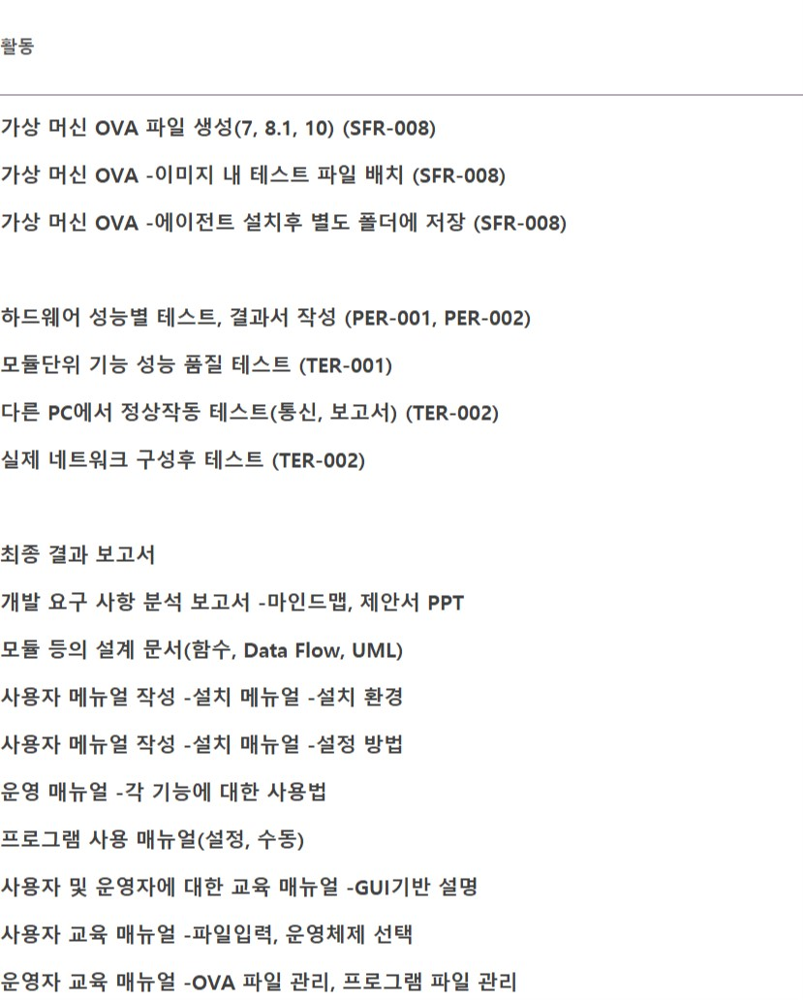 활동
가상 머신 OVA 파일 생성(7, 8.1, 10) (SFR-008)
가상 머신 OVA -이미지 내 테스트 파일 배치 (SFR-008)
가상 머신 OVA -에이전트 설치후 별도 폴더에 저장 (SFR-008)
하드웨어 성능별 테스트, 결과서 작성 (PER-001, PER-002)
모듈단위 기능 성능 품질 테스트 (TER-001)
다른 PC에서 정상작동 테스트(통신, 보고서) (TER-002)
실제 네트워크 구성후 테스트 (TER-002)
최종 결과 보고서
개발 요구 사항 분석 보고서 -마인드맵, 제안서 PPT
모듈 등의 설계 문서(함수, Data Flow, UML)
사용자 메뉴얼 작성 -설치 메뉴얼 -설치 환경
사용자 메뉴얼 작성 -설치 매뉴얼 -설정 방법
운영 매뉴얼 -각 기능에 대한 사용법
프로그램 사용 매뉴얼(설정, 수동)
사용자 및 운영자에 대한 교육 매뉴얼 -GUI기반 설명
사용자 교육 매뉴얼 -파일입력, 운영체제 선택
운영자 교육 매뉴얼 -OVA 파일 관리, 프로그램 파일 관리